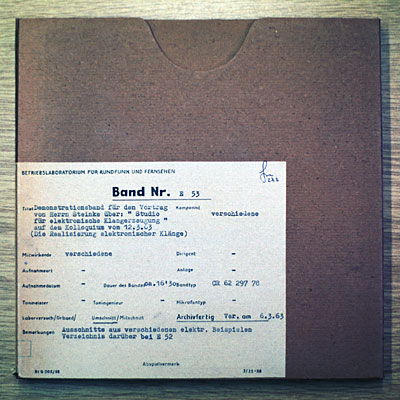 BETRIEBSLABORATORIUM FÜR RUNDFUNK UND FERNSEHEN
Band Nr. E 53
Titel Demonstrationsband für den Vortrag Komponist verschiedene
von Herrn Steinke über: " Studio
für elektronische Klangerzeugung "
auf dem Kolloquium vom 12.3.63
(Die Realisierung elektronischer Klänge)
Mitwirkende verschiedene Dirigent -
Aufnahmeort - Anlage -
Aufnahmedatum - Dauer des Bandes ca. 16'30 Bandtyp CR 62 297 78
Tonmeister - Toningenieur - Mikrofontyp -
Laborversuch/Urband/ Umschnitt/Mitschnitt Archivfertig Ver. am 6.3.63
Bemerkungen Ausschnitte aus verschiedenen elektr. Beispielen
Verzeichnis darüber bei E 52
Abspielvermerk